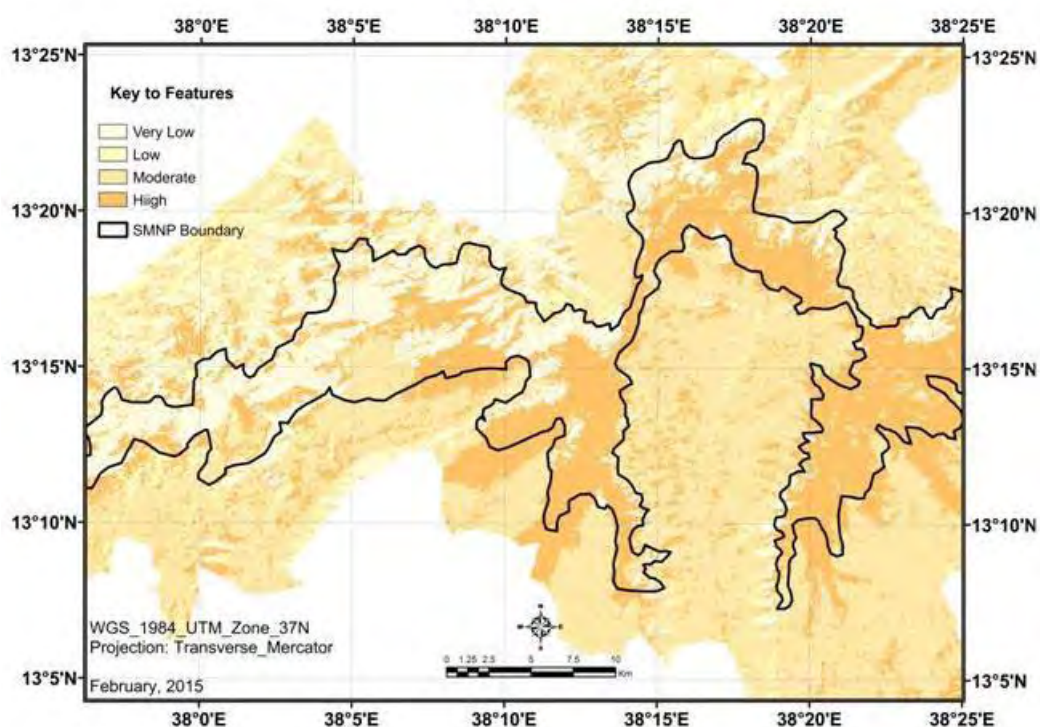 38°0'E 38°5'E 38°10'E 38°15'E 38°20'E 38°25'E
13°25'N 13°25'N
Key to Features
Very Low
Low
Moderate
Hiigh
SMNP Boundary
13°20'N 13°20'N
13°15'N 13°15'N
13°10'N 13°10'N
WGS_1984_UTM_Zone_37N
Projection: Transverse_Mercator
0 1.25 2.5 5 7.5 10
Km
February, 2015
13°5'N 13°5'N
38°0'E 38°5'E 38°10'E 38°15'E 38°20'E 38°25'E